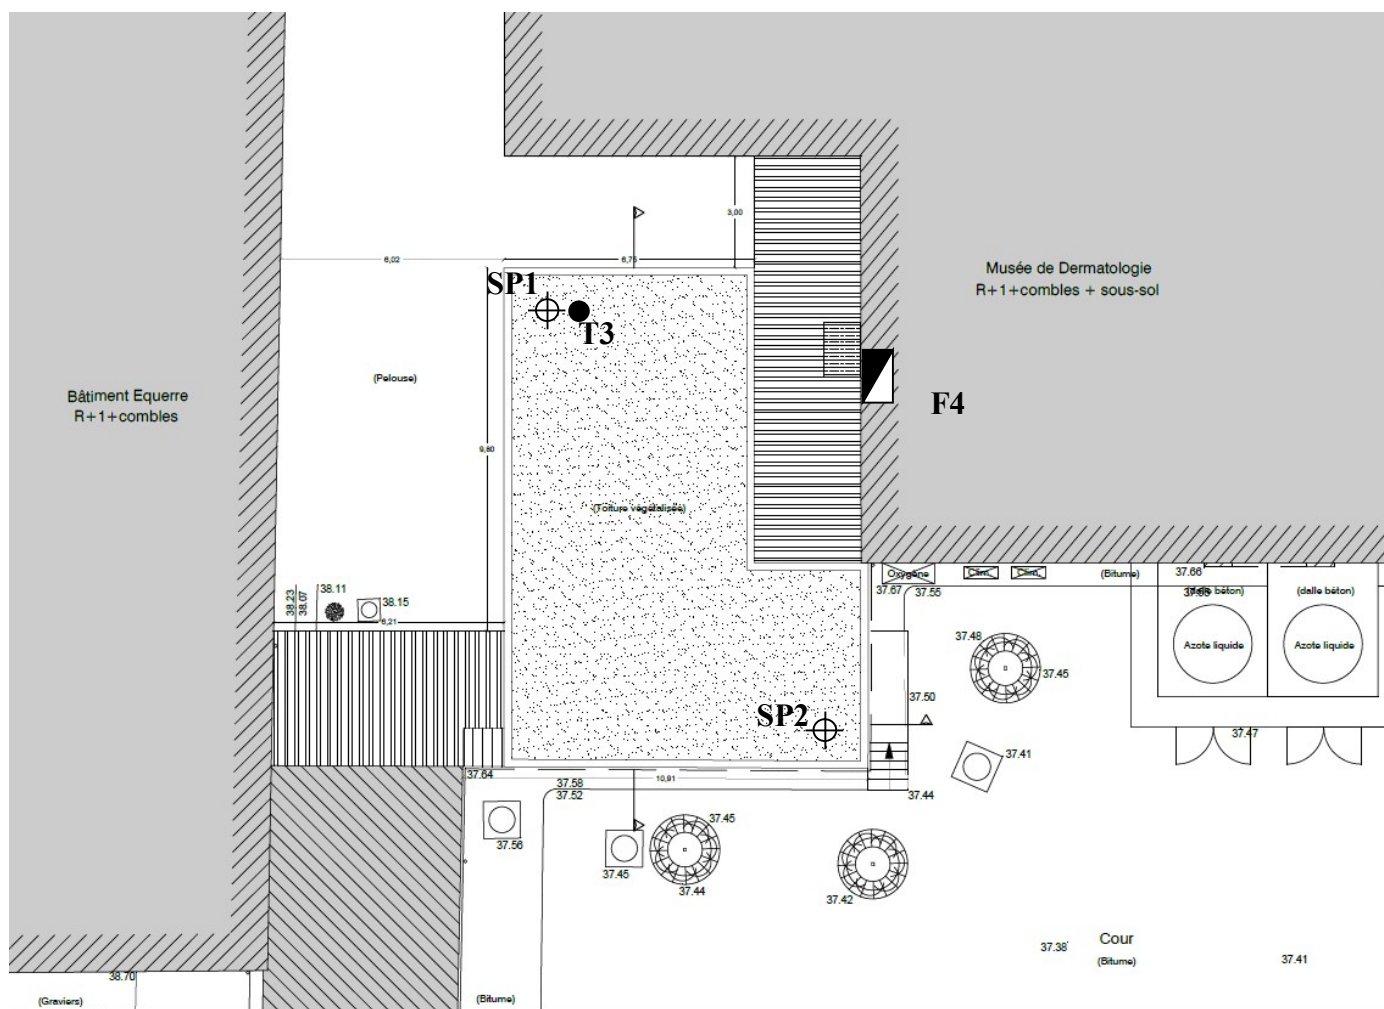 3,00
6,02
6,75
Musée de Dermatologie
R+1+combles + sous-sol
SP1
T3
(Pelouse)
Bâtiment Equerre
R+1+combles
F4
9,60
(Toiture végétalisée)
Oxygène
Clim.
Clim.
(Bitume)
37.66
37.67
37.55
(dalle béton)
(dalle béton)
38.23
38.07
38.11
38.15
6,21
37.48
37.45
Azote liquide
Azote liquide
37.50
SP2
37.47
37.41
37.64
37.58
10,91
37.52
37.44
37.56
37.45
37.45
37.44
37.42
Cour
(Bitume)
37.38
37.41
38.70
(Graviers)
(Bitume)